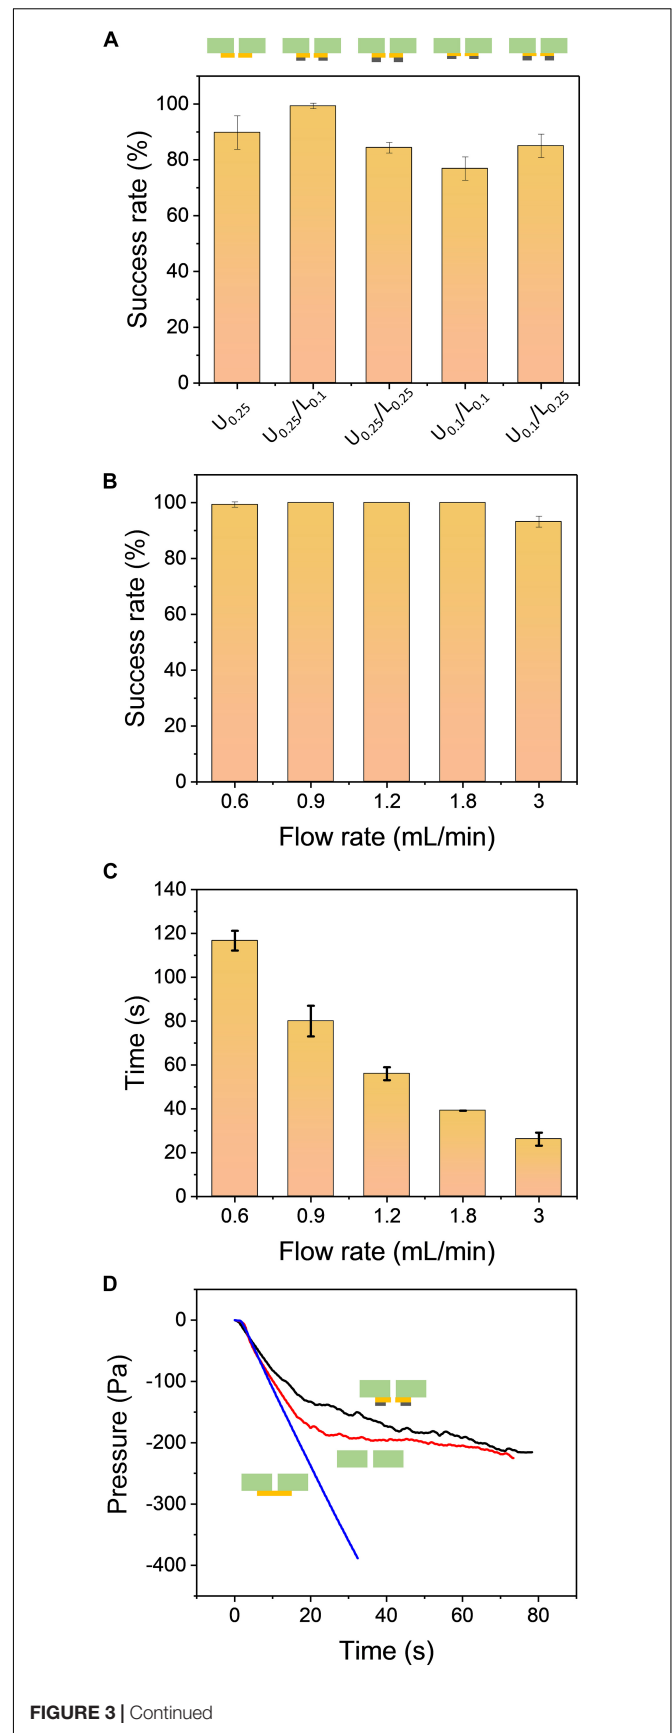 A
Success rate (%)
100
80
60
40
20
0
U0.25
U0.25/L0.1
U0.25/L0.25
U0.1/L0.1
U0.1/L0.25
B
Success rate (%)
100
80
60
40
20
0
0.6 0.9 1.2 1.8 3
Flow rate (mL/min)
C
Time (s)
140
120
100
80
60
40
20
0
0.6 0.9 1.2 1.8 3
Flow rate (mL/min)
D
Pressure (Pa)
0
-100
-200
-300
-400
0 20 40 60 80
Time (s)
FIGURE 3 | Continued